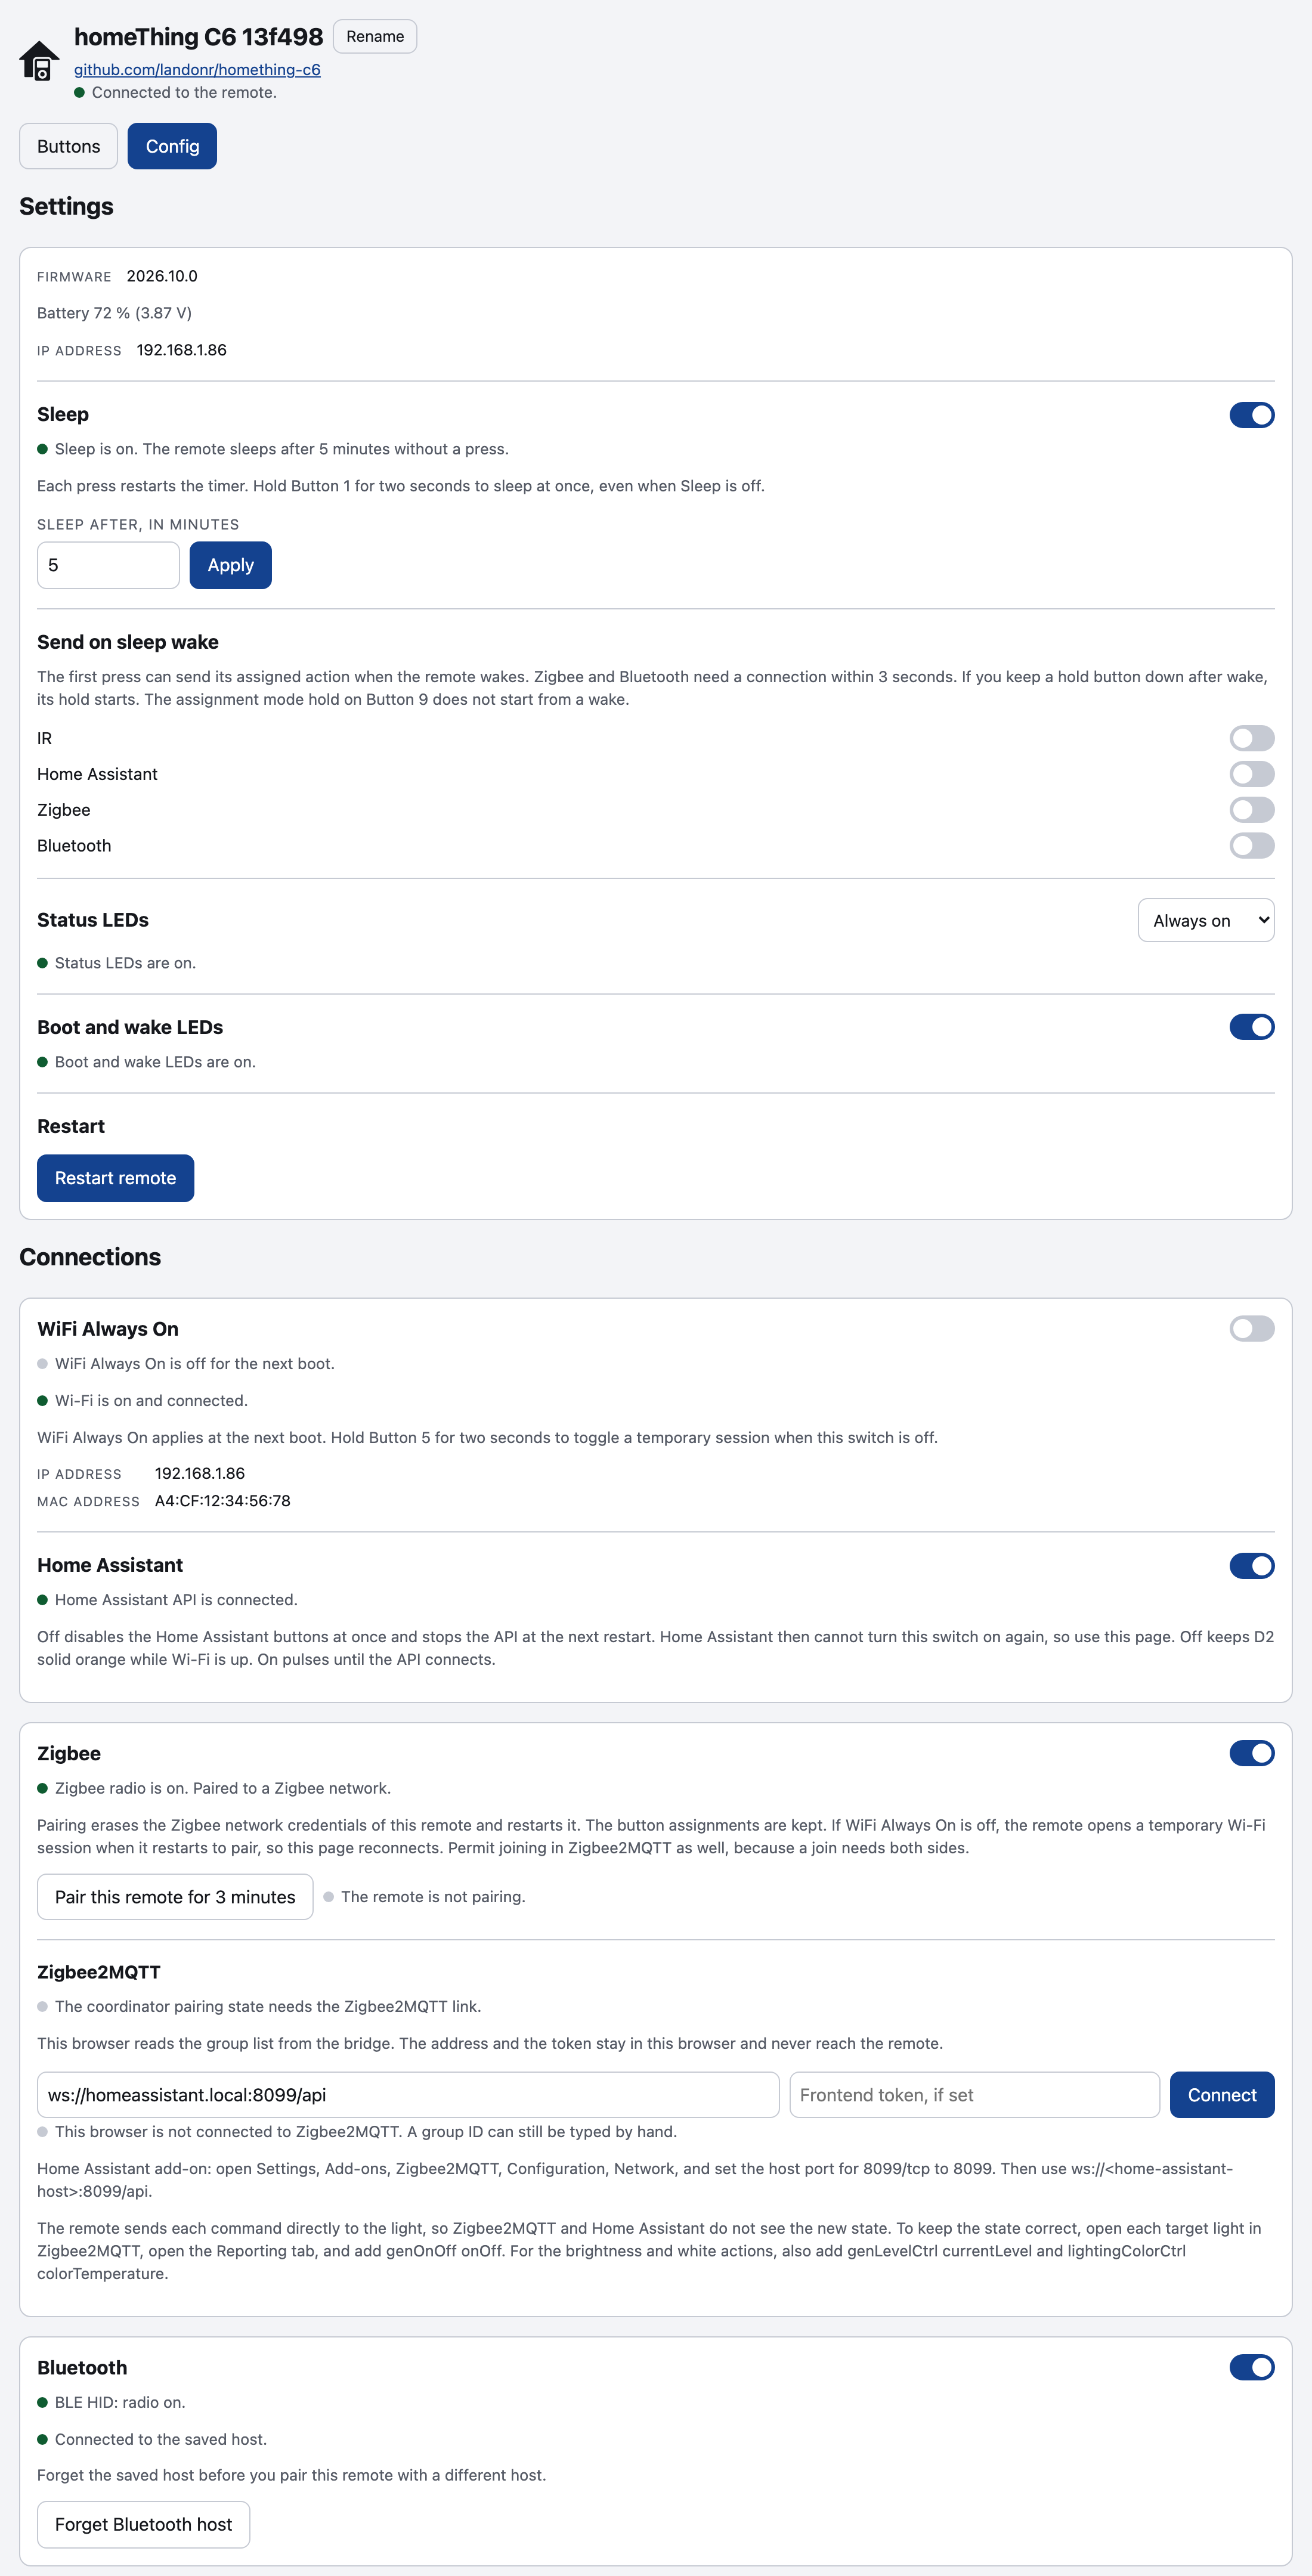 homeThing C6 13f498
Rename
github.com/landonr/homething-c6
Connected to the remote.
Buttons
Config
Settings
FIRMWARE 2026.10.0
Battery 72 % (3.87 V)
IP ADDRESS 192.168.1.86
Sleep
Sleep is on. The remote sleeps after 5 minutes without a press.
Each press restarts the timer. Hold Button 1 for two seconds to sleep at once, even when Sleep is off.
SLEEP AFTER, IN MINUTES
5
Apply
Send on sleep wake
The first press can send its assigned action when the remote wakes. Zigbee and Bluetooth need a connection within 3 seconds. If you keep a hold button down after wake,
its hold starts. The assignment mode hold on Button 9 does not start from a wake.
IR
Home Assistant
Zigbee
Bluetooth
Status LEDs
Always on
Status LEDs are on.
Boot and wake LEDs
Boot and wake LEDs are on.
Restart
Restart remote
Connections
WiFi Always On
WiFi Always On is off for the next boot.
Wi-Fi is on and connected.
WiFi Always On applies at the next boot. Hold Button 5 for two seconds to toggle a temporary session when this switch is off.
IP ADDRESS 192.168.1.86
MAC ADDRESS A4:CF:12:34:56:78
Home Assistant
Home Assistant API is connected.
Off disables the Home Assistant buttons at once and stops the API at the next restart. Home Assistant then cannot turn this switch on again, so use this page. Off keeps D2
solid orange while Wi-Fi is up. On pulses until the API connects.
Zigbee
Zigbee radio is on. Paired to a Zigbee network.
Pairing erases the Zigbee network credentials of this remote and restarts it. The button assignments are kept. If WiFi Always On is off, the remote opens a temporary Wi-Fi
session when it restarts to pair, so this page reconnects. Permit joining in Zigbee2MQTT as well, because a join needs both sides.
Pair this remote for 3 minutes
The remote is not pairing.
Zigbee2MQTT
The coordinator pairing state needs the Zigbee2MQTT link.
This browser reads the group list from the bridge. The address and the token stay in this browser and never reach the remote.
ws://homeassistant.local:8099/api
Frontend token, if set
Connect
This browser is not connected to Zigbee2MQTT. A group ID can still be typed by hand.
Home Assistant add-on: open Settings, Add-ons, Zigbee2MQTT, Configuration, Network, and set the host port for 8099/tcp to 8099. Then use ws://<home-assistant-
host>:8099/api.
The remote sends each command directly to the light, so Zigbee2MQTT and Home Assistant do not see the new state. To keep the state correct, open each target light in
Zigbee2MQTT, open the Reporting tab, and add genOnOff onOff. For the brightness and white actions, also add genLevelCtrl currentLevel and lightingColorCtrl
colorTemperature.
Bluetooth
BLE HID: radio on.
Connected to the saved host.
Forget the saved host before you pair this remote with a different host.
Forget Bluetooth host